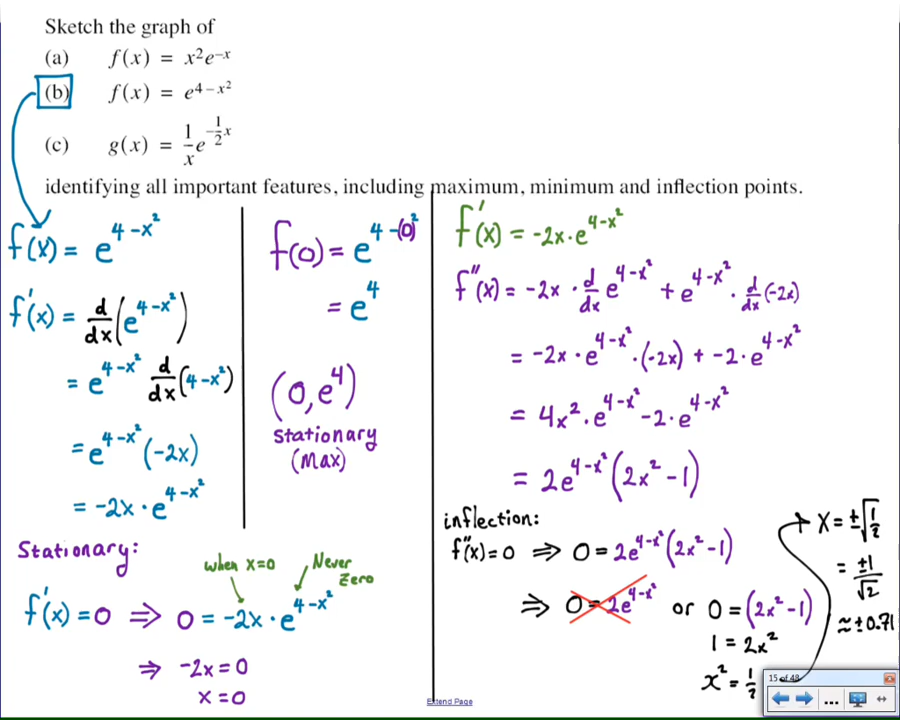 Sketch the graph of
(a) f(x) = x²e⁻ˣ
(b) f(x) = e^(4−x²)
(c) g(x) = 1/x e^(−1/2 x)
identifying all important features, including maximum, minimum and inflection points.
f(x) = e^(4-x²)
f'(x) = d/dx (e^(4-x²))
= e^(4-x²) d/dx (4-x²)
= e^(4-x²) (-2x)
= -2x · e^(4-x²)
Stationary:
when x=0
Never Zero
f'(x) = 0 ⇒ 0 = -2x · e^(4-x²)
⇒ -2x = 0
x = 0
f(0) = e^(4-(0)²)
= e⁴
(0, e⁴)
Stationary
(Max)
f'(x) = -2x · e^(4-x²)
f''(x) = -2x · d/dx e^(4-x²) + e^(4-x²) · d/dx (-2x)
= -2x · e^(4-x²) · (-2x) + -2 · e^(4-x²)
= 4x² · e^(4-x²) - 2 · e^(4-x²)
= 2e^(4-x²) (2x² - 1)
inflection:
f''(x) = 0 ⇒ 0 = 2e^(4-x²) (2x² - 1)
⇒ 0 = 2e^(4-x²) or 0 = (2x² - 1)
1 = 2x²
x² = 1/2
x = ±√(1/2)
= ±1/√2
≈ ±0.71
15 of 48
...
Extend Page